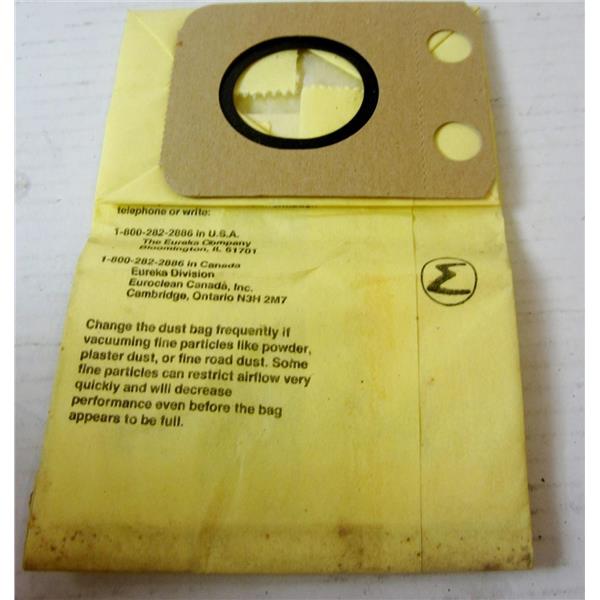 telephone or write:
1-800-282-2886 in U.S.A.
The Eureka Company
Bloomington, IL 61701
1-800-282-2886 in Canada
Eureka Division
Euroclean Canada, Inc.
Cambridge, Ontario N3H 2M7
Change the dust bag frequently if
vacuuming fine particles like powder,
plaster dust, or fine road dust. Some
fine particles can restrict airflow very
quickly and will decrease
performance even before the bag
appears to be full.
Σ